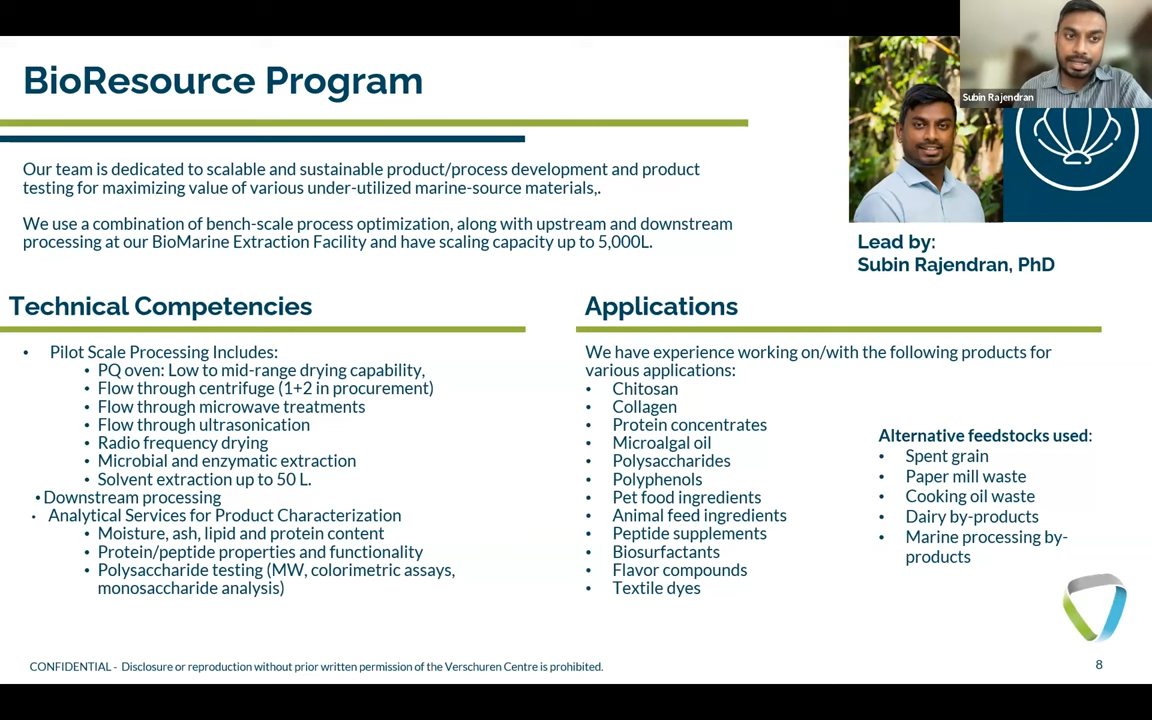 BioResource Program
Subin Rajendran
Our team is dedicated to scalable and sustainable product/process development and product
testing for maximizing value of various under-utilized marine-source materials,.
We use a combination of bench-scale process optimization, along with upstream and downstream
processing at our BioMarine Extraction Facility and have scaling capacity up to 5,000L.
Lead by:
Subin Rajendran, PhD
Technical Competencies
• Pilot Scale Processing Includes:
• PQ oven: Low to mid-range drying capability,
• Flow through centrifuge (1+2 in procurement)
• Flow through microwave treatments
• Flow through ultrasonication
• Radio frequency drying
• Microbial and enzymatic extraction
• Solvent extraction up to 50 L.
• Downstream processing
• Analytical Services for Product Characterization
• Moisture, ash, lipid and protein content
• Protein/peptide properties and functionality
• Polysaccharide testing (MW, colorimetric assays,
monosaccharide analysis)
Applications
We have experience working on/with the following products for
various applications:
• Chitosan
• Collagen
• Protein concentrates
• Microalgal oil
• Polysaccharides
• Polyphenols
• Pet food ingredients
• Animal feed ingredients
• Peptide supplements
• Biosurfactants
• Flavor compounds
• Textile dyes
Alternative feedstocks used:
• Spent grain
• Paper mill waste
• Cooking oil waste
• Dairy by-products
• Marine processing by-
products
CONFIDENTIAL - Disclosure or reproduction without prior written permission of the Verschuren Centre is prohibited.
8